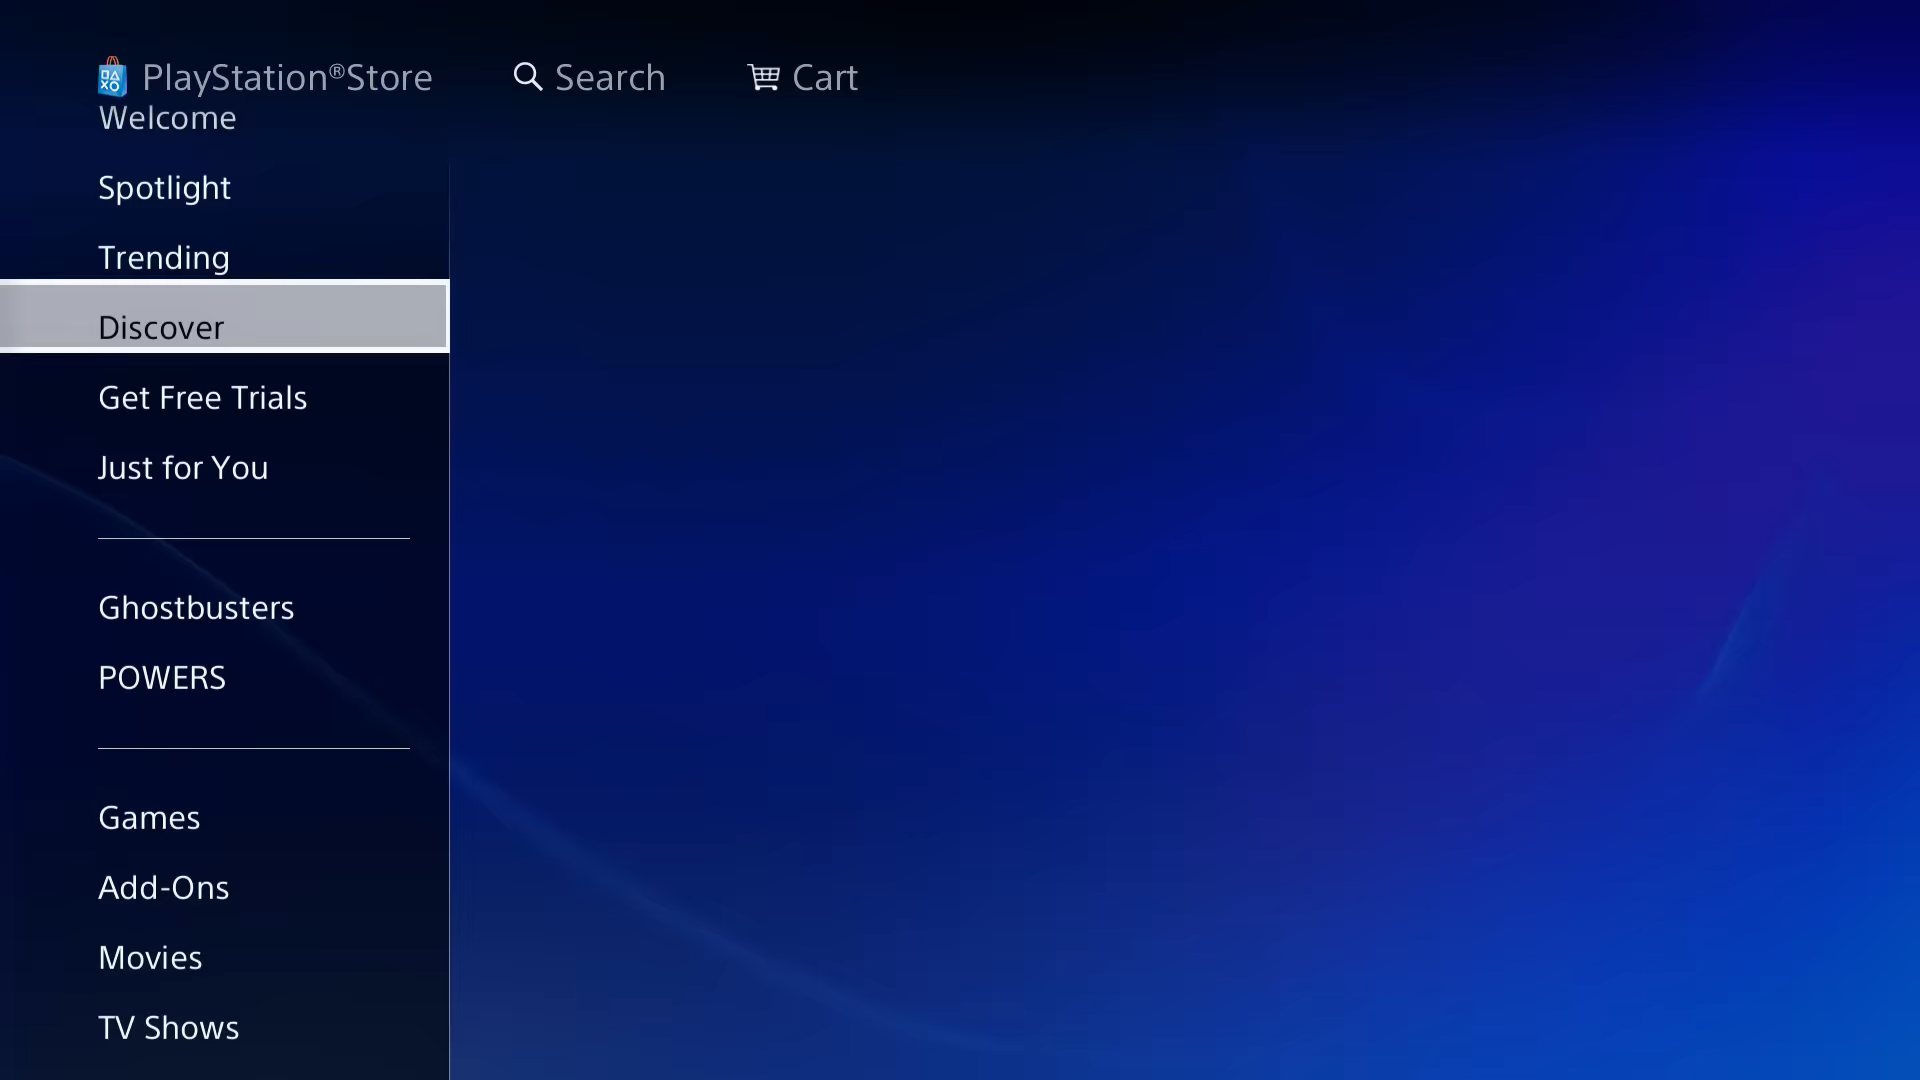 PlayStation®Store Search Cart
Welcome
Spotlight
Trending
Discover
Get Free Trials
Just for You
Ghostbusters
POWERS
Games
Add-Ons
Movies
TV Shows